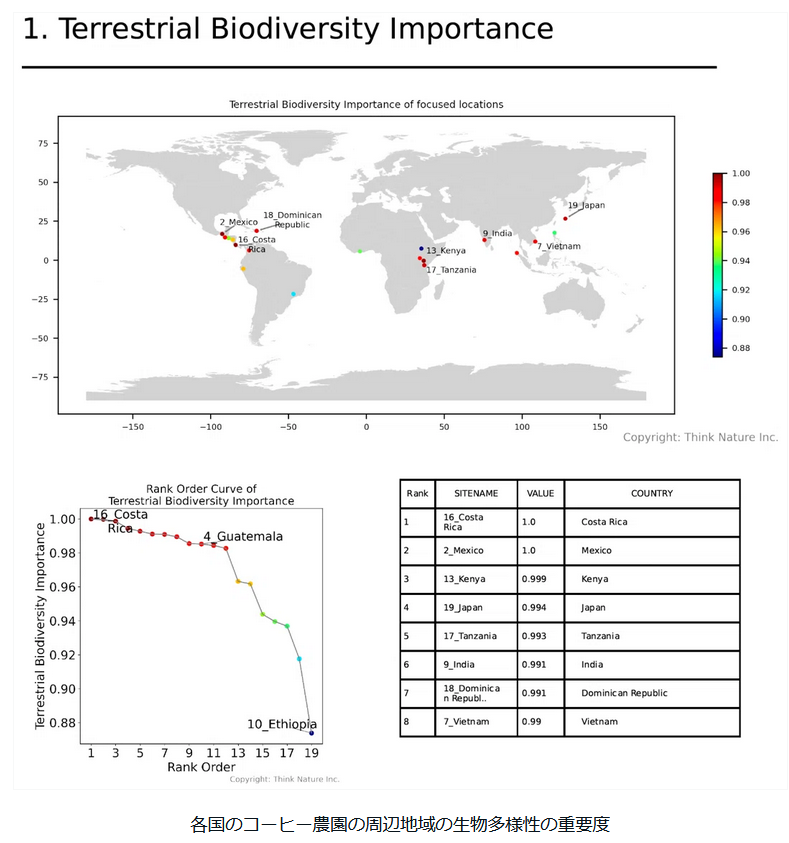 1. Terrestrial Biodiversity Importance
Terrestrial Biodiversity Importance of focused locations
75
50
25
0
−25
−50
−75
−150
−100
−50
0
50
100
150
2_Mexico
18_Dominican
Republic
16_Costa
Rica
13_Kenya
17_Tanzania
9_India
7_Vietnam
19_Japan
1.00
0.98
0.96
0.94
0.92
0.90
0.88
Copyright: Think Nature Inc.
Rank Order Curve of
Terrestrial Biodiversity Importance
Terrestrial Biodiversity Importance
1.00
0.98
0.96
0.94
0.92
0.90
0.88
16_Costa
Rica
4_Guatemala
10_Ethiopia
1 3 5 7 9 11 13 15 17 19
Rank Order
Copyright: Think Nature Inc.
Rank SITENAME VALUE COUNTRY
1 16_Costa Rica 1.0 Costa Rica
2 2_Mexico 1.0 Mexico
3 13_Kenya 0.999 Kenya
4 19_Japan 0.994 Japan
5 17_Tanzania 0.993 Tanzania
6 9_India 0.991 India
7 18_Dominica
n Republ.. 0.991 Dominican Republic
8 7_Vietnam 0.99 Vietnam
各国のコーヒー農園の周辺地域の生物多様性の重要度